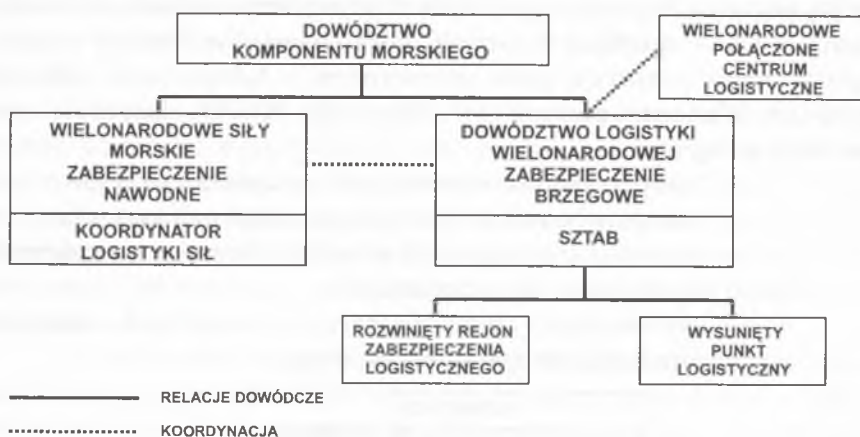 DOWÓDZTWO
KOMPONENTU MORSKIEGO
WIELONARODOWE
POŁĄCZONE
CENTRUM
LOGISTYCZNE
WIELONARODOWE SIŁY
MORSKIE
ZABEZPIECZENIE
NAWODNE
KOORDYNATOR
LOGISTYKI SIŁ
DOWÓDZTWO LOGISTYKI
WIELONARODOWEJ
ZABEZPIECZENIE
BRZEGOWE
SZTAB
ROZWINIĘTY REJON
ZABEZPIECZENIA
LOGISTYCZNEGO
WYSUNIĘTY
PUNKT
LOGISTYCZNY
RELACJE DOWÓDCZE
KOORDYNACJA